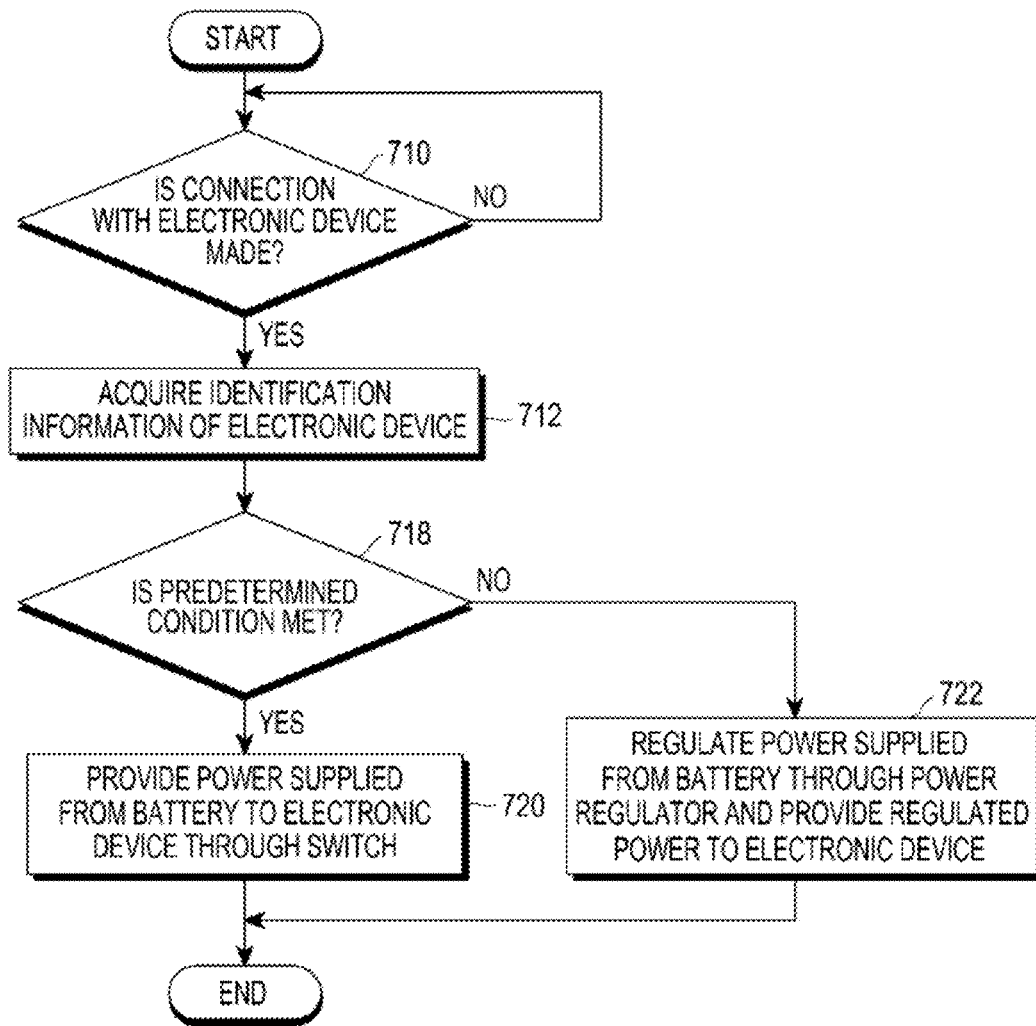 START
710
IS CONNECTION
WITH ELECTRONIC DEVICE
MADE?
NO
YES
ACQUIRE IDENTIFICATION
INFORMATION OF ELECTRONIC DEVICE
712
718
IS PREDETERMINED
CONDITION MET?
NO
YES
722
PROVIDE POWER SUPPLIED
FROM BATTERY TO ELECTRONIC
DEVICE THROUGH SWITCH
720
REGULATE POWER SUPPLIED
FROM BATTERY THROUGH POWER
REGULATOR AND PROVIDE REGULATED
POWER TO ELECTRONIC DEVICE
END